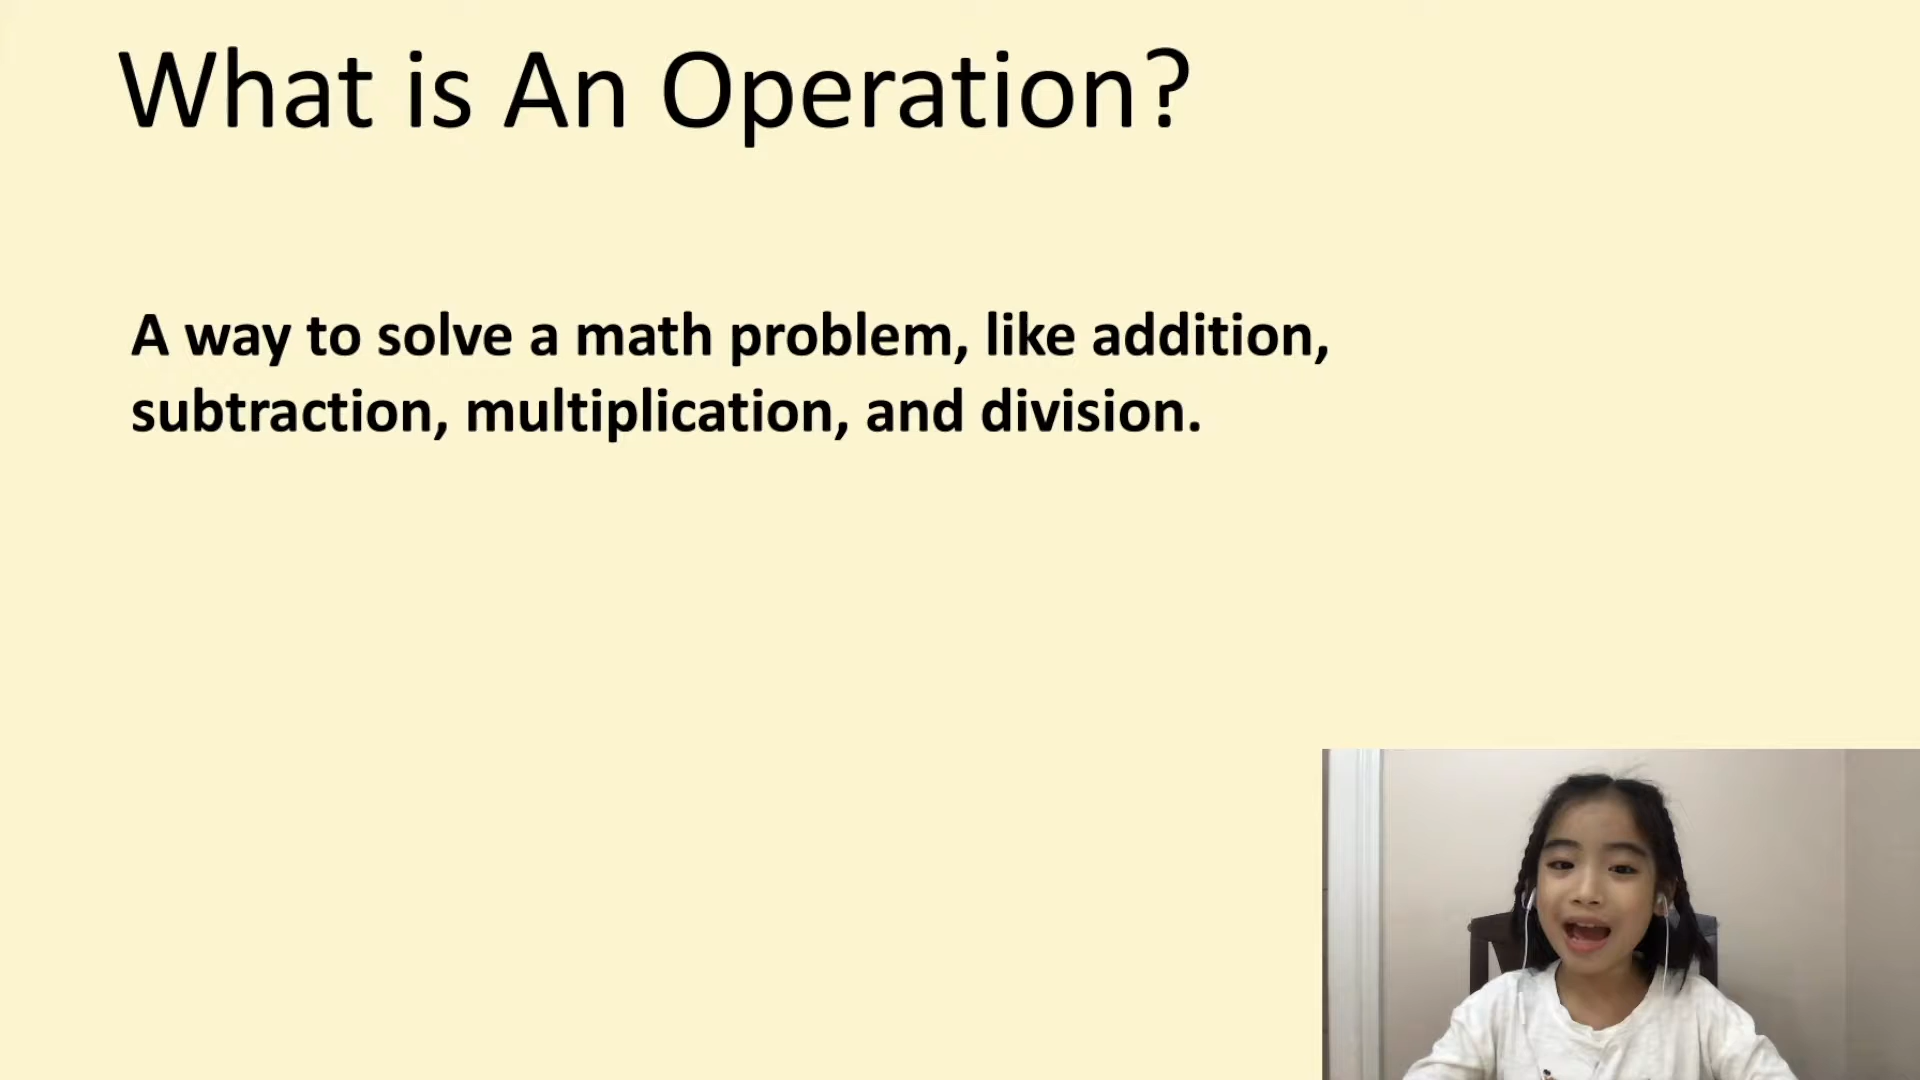 What is An Operation?
A way to solve a math problem, like addition,
subtraction, multiplication, and division.